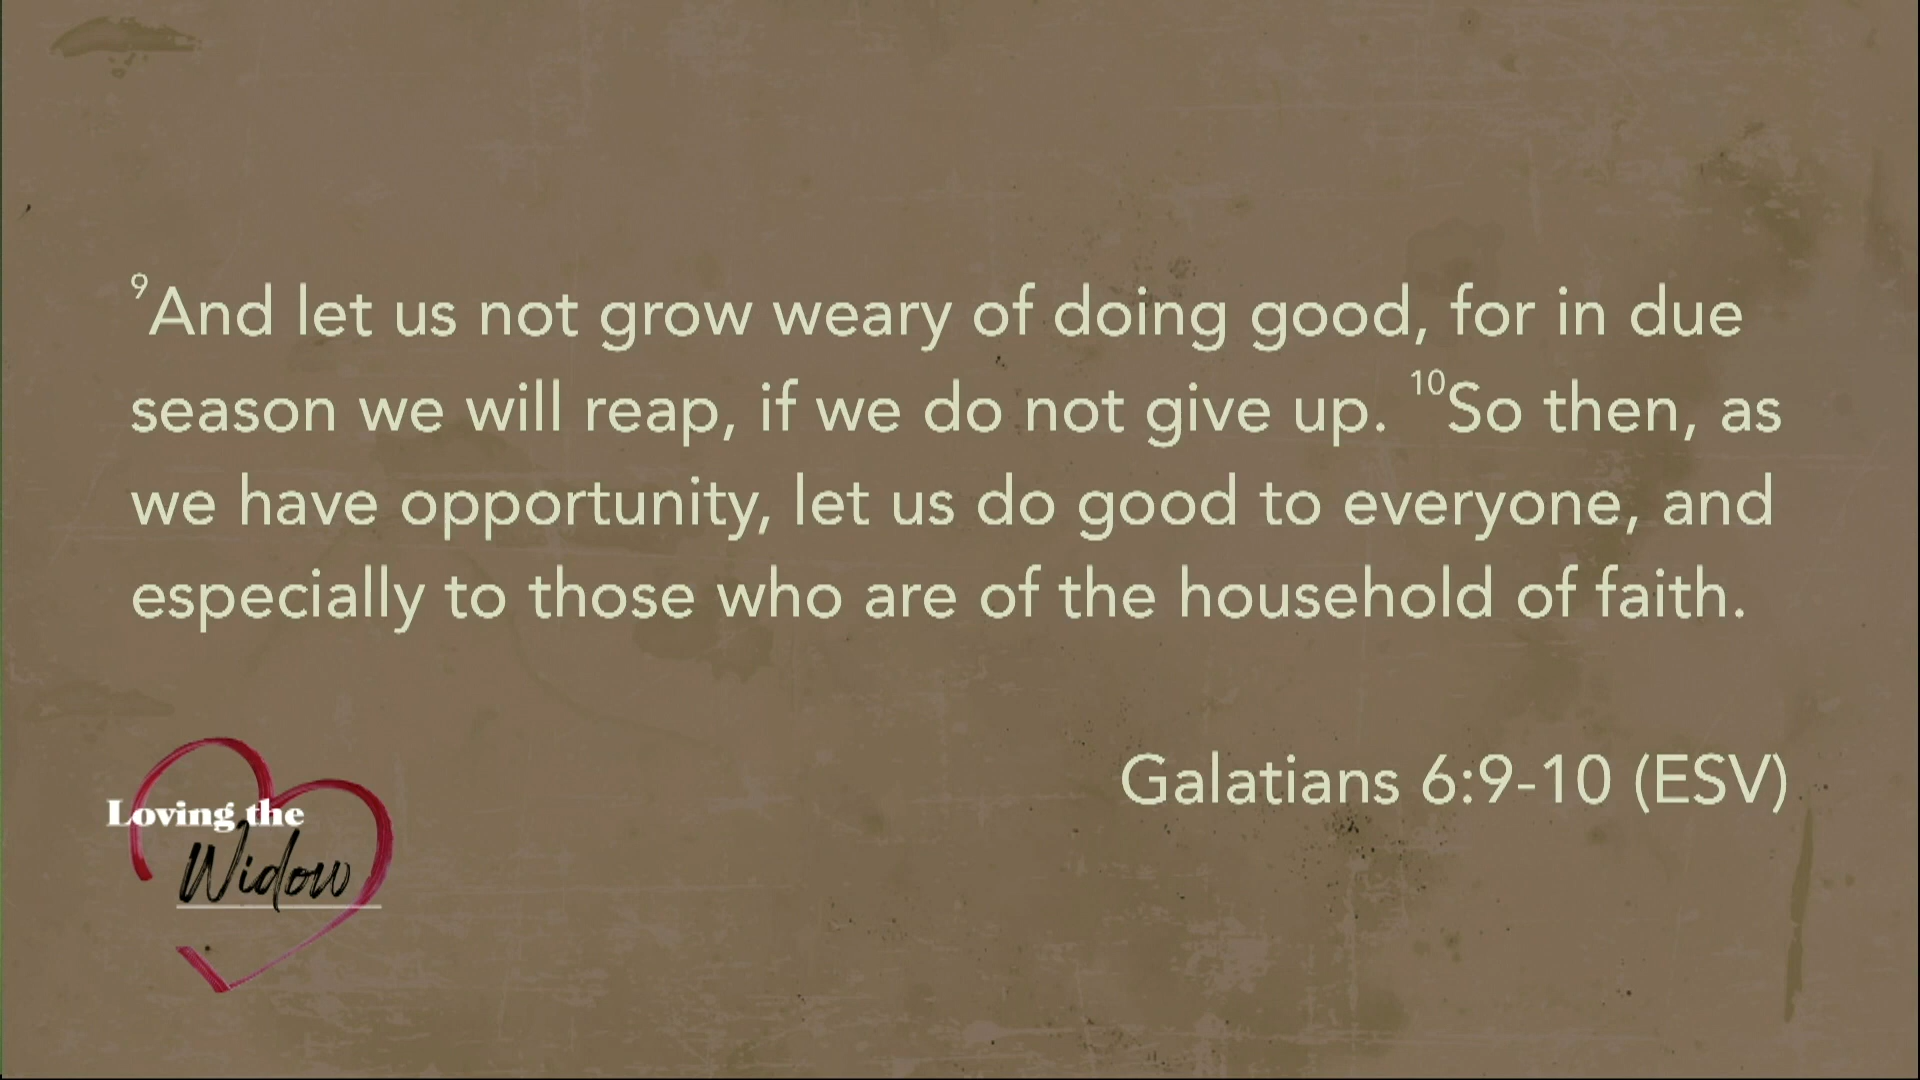 ⁹And let us not grow weary of doing good, for in due
season we will reap, if we do not give up. ¹⁰So then, as
we have opportunity, let us do good to everyone, and
especially to those who are of the household of faith.
Galatians 6:9-10 (ESV)
Loving the
Widow